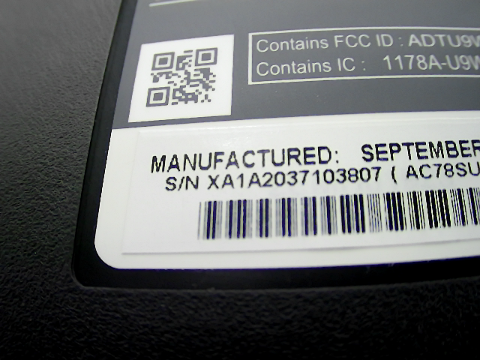 Contains FCC ID : ADTU9W
Contains IC : 1178A-U9W
MANUFACTURED: SEPTEMBER
S/N XA1A2037103807 ( AC78SU